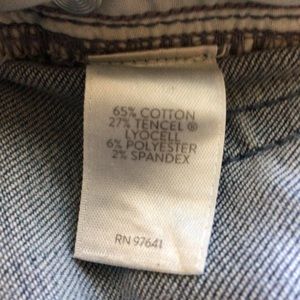 65% COTTON
27% TENCEL ®
LYOCELL
6% POLYESTER
2% SPANDEX
RN 97641